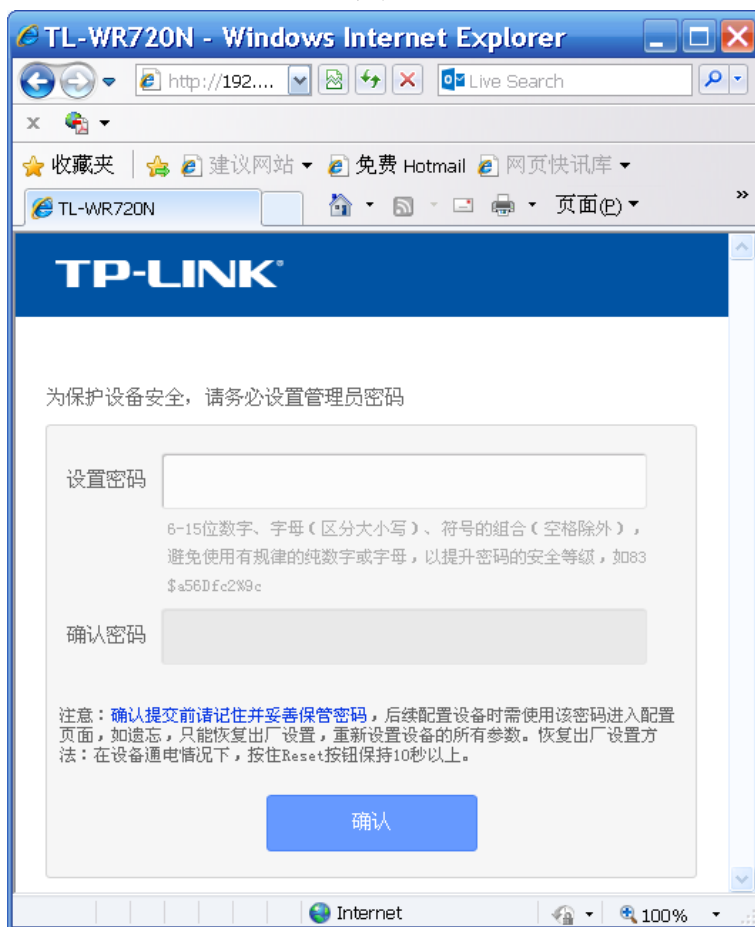 TL-WR720N - Windows Internet Explorer
http://192.... Live Search
x
收藏夹 建议网站 免费 Hotmail 网页快讯库
TL-WR720N 页面(P) »
TP-LINK
为保护设备安全，请务必设置管理员密码
设置密码
6-15位数字、字母（区分大小写）、符号的组合（空格除外），
避免使用有规律的纯数字或字母，以提升密码的安全等级，如83
$a56Dfc2%9c
确认密码
注意：确认提交前请记住并妥善保管密码，后续配置设备时需使用该密码进入配置
页面，如遗忘，只能恢复出厂设置，重新设置设备的所有参数。恢复出厂设置方
法：在设备通电情况下，按住Reset按钮保持10秒以上。
确认
Internet 100%